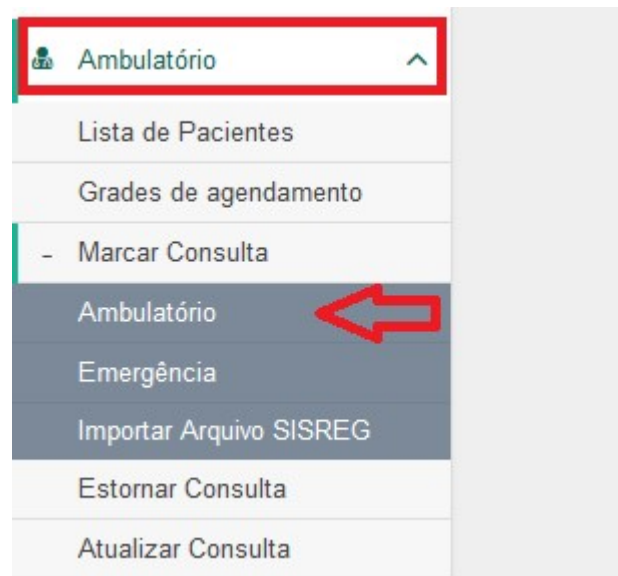 Ambulatório
Lista de Pacientes
Grades de agendamento
- Marcar Consulta
Ambulatório
Emergência
Importar Arquivo SISREG
Estornar Consulta
Atualizar Consulta